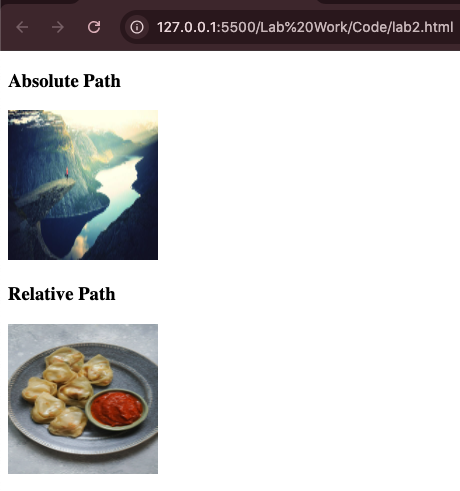 127.0.0.1:5500/Lab%20Work/Code/lab2.html
Absolute Path
Relative Path